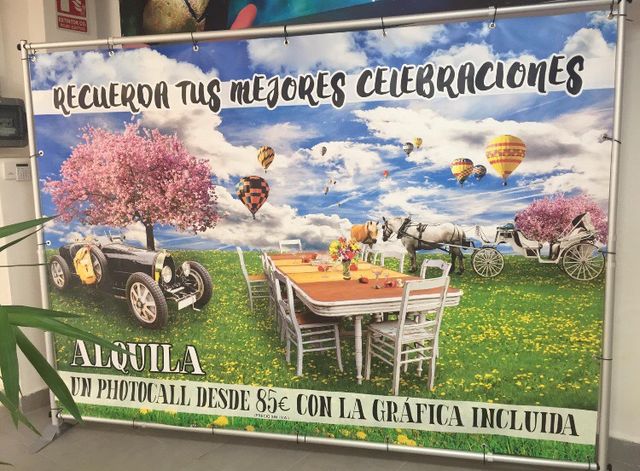 RECUERDA TUS MEJORES CELEBRACIONES
ALQUILA
UN PHOTOCALL DESDE 85€ CON LA GRÁFICA INCLUIDA